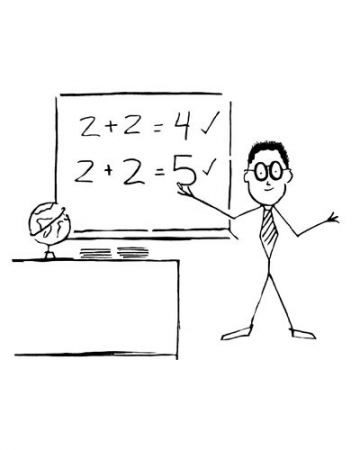 2 + 2 = 4 ✓
2 + 2 = 5 ✓